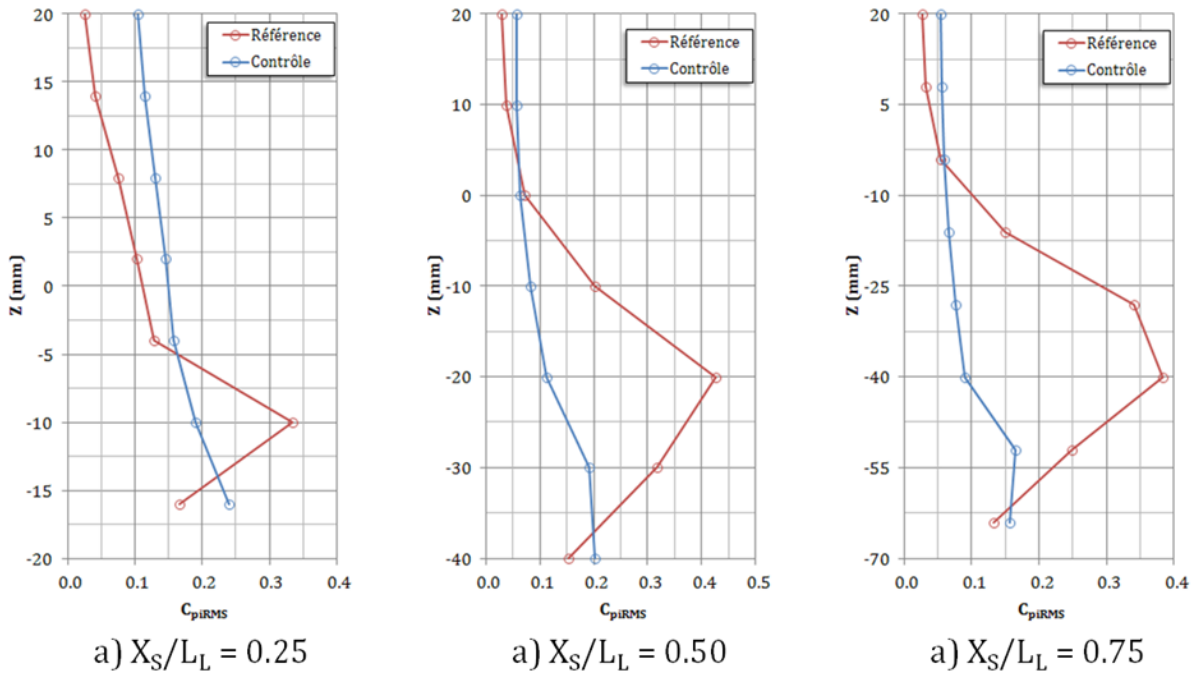 20
15
10
5
0
-5
-10
-15
-20
Z (mm)
0.0 0.1 0.2 0.3 0.4
CpiRMS
Référence
Contrôle
a) XS/LL = 0.25
20
10
0
-10
-20
-30
-40
Z (mm)
0.0 0.1 0.2 0.3 0.4 0.5
CpiRMS
Référence
Contrôle
a) XS/LL = 0.50
20
5
-10
-25
-40
-55
-70
Z (mm)
0.0 0.1 0.2 0.3 0.4
CpiRMS
Référence
Contrôle
a) XS/LL = 0.75